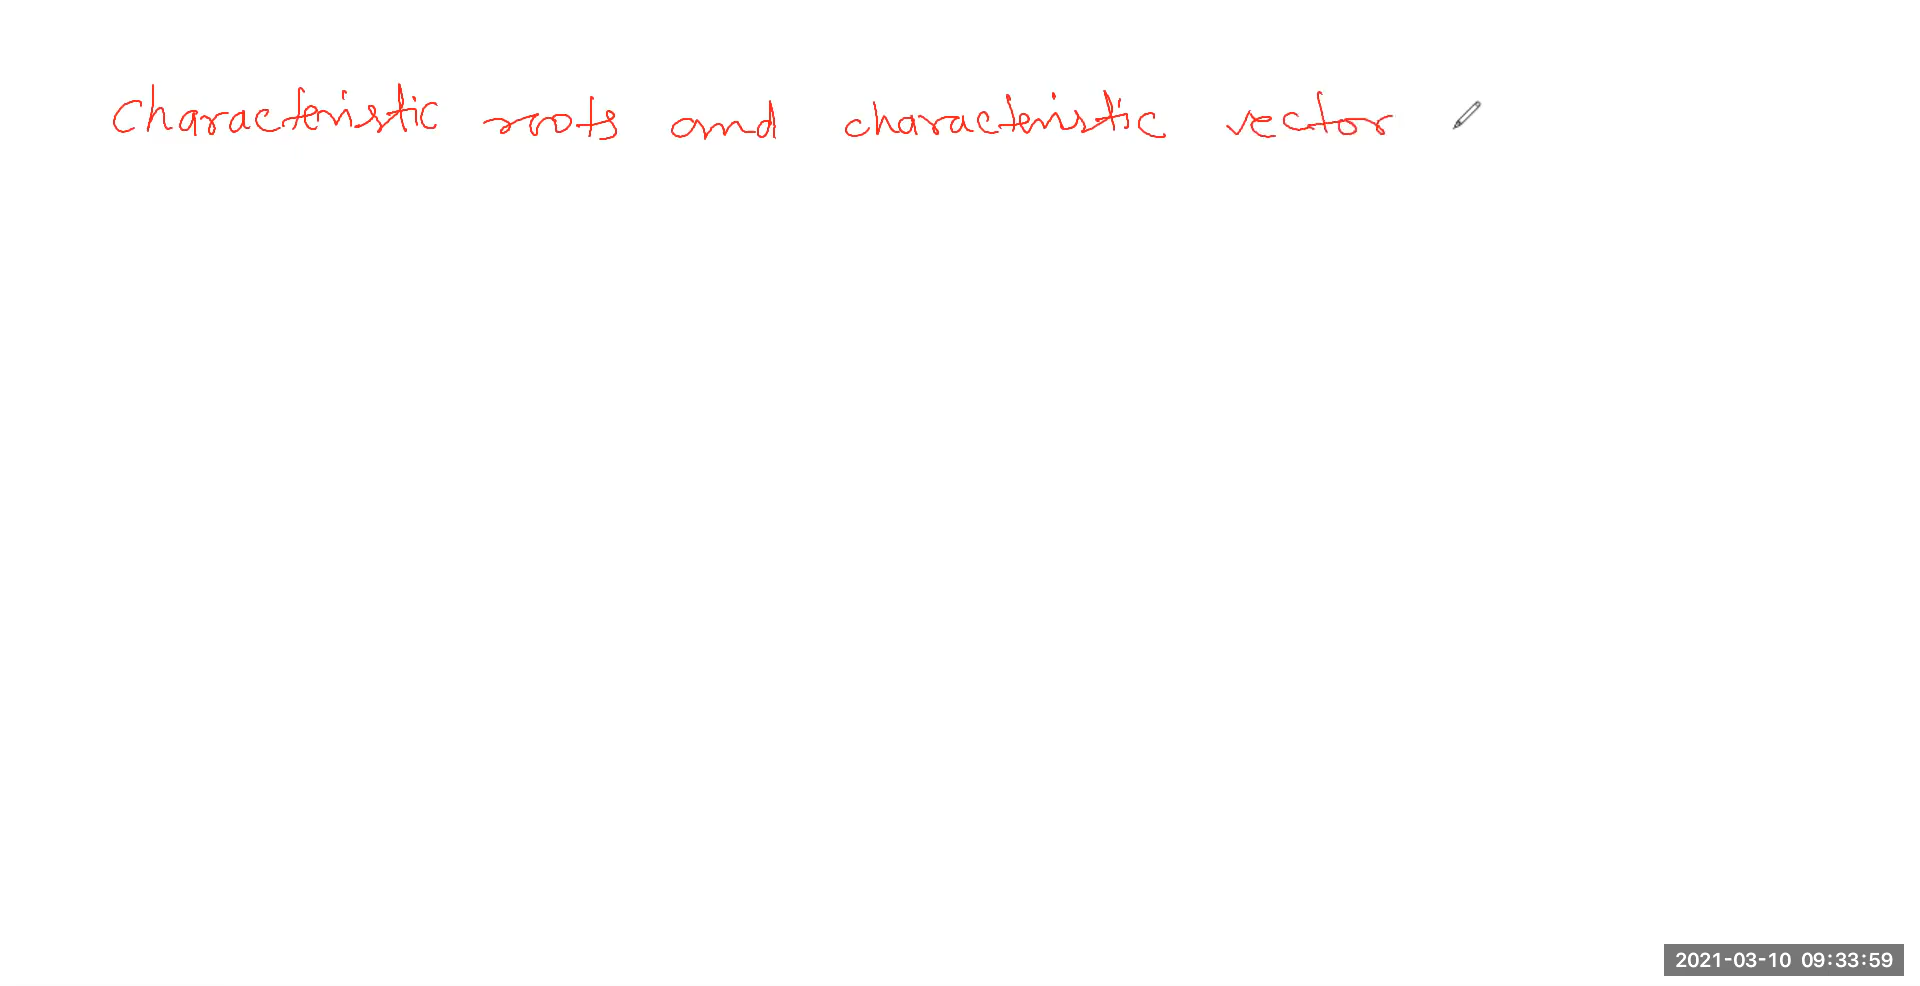 Characteristic roots and characteristic vector
2021-03-10 09:33:59